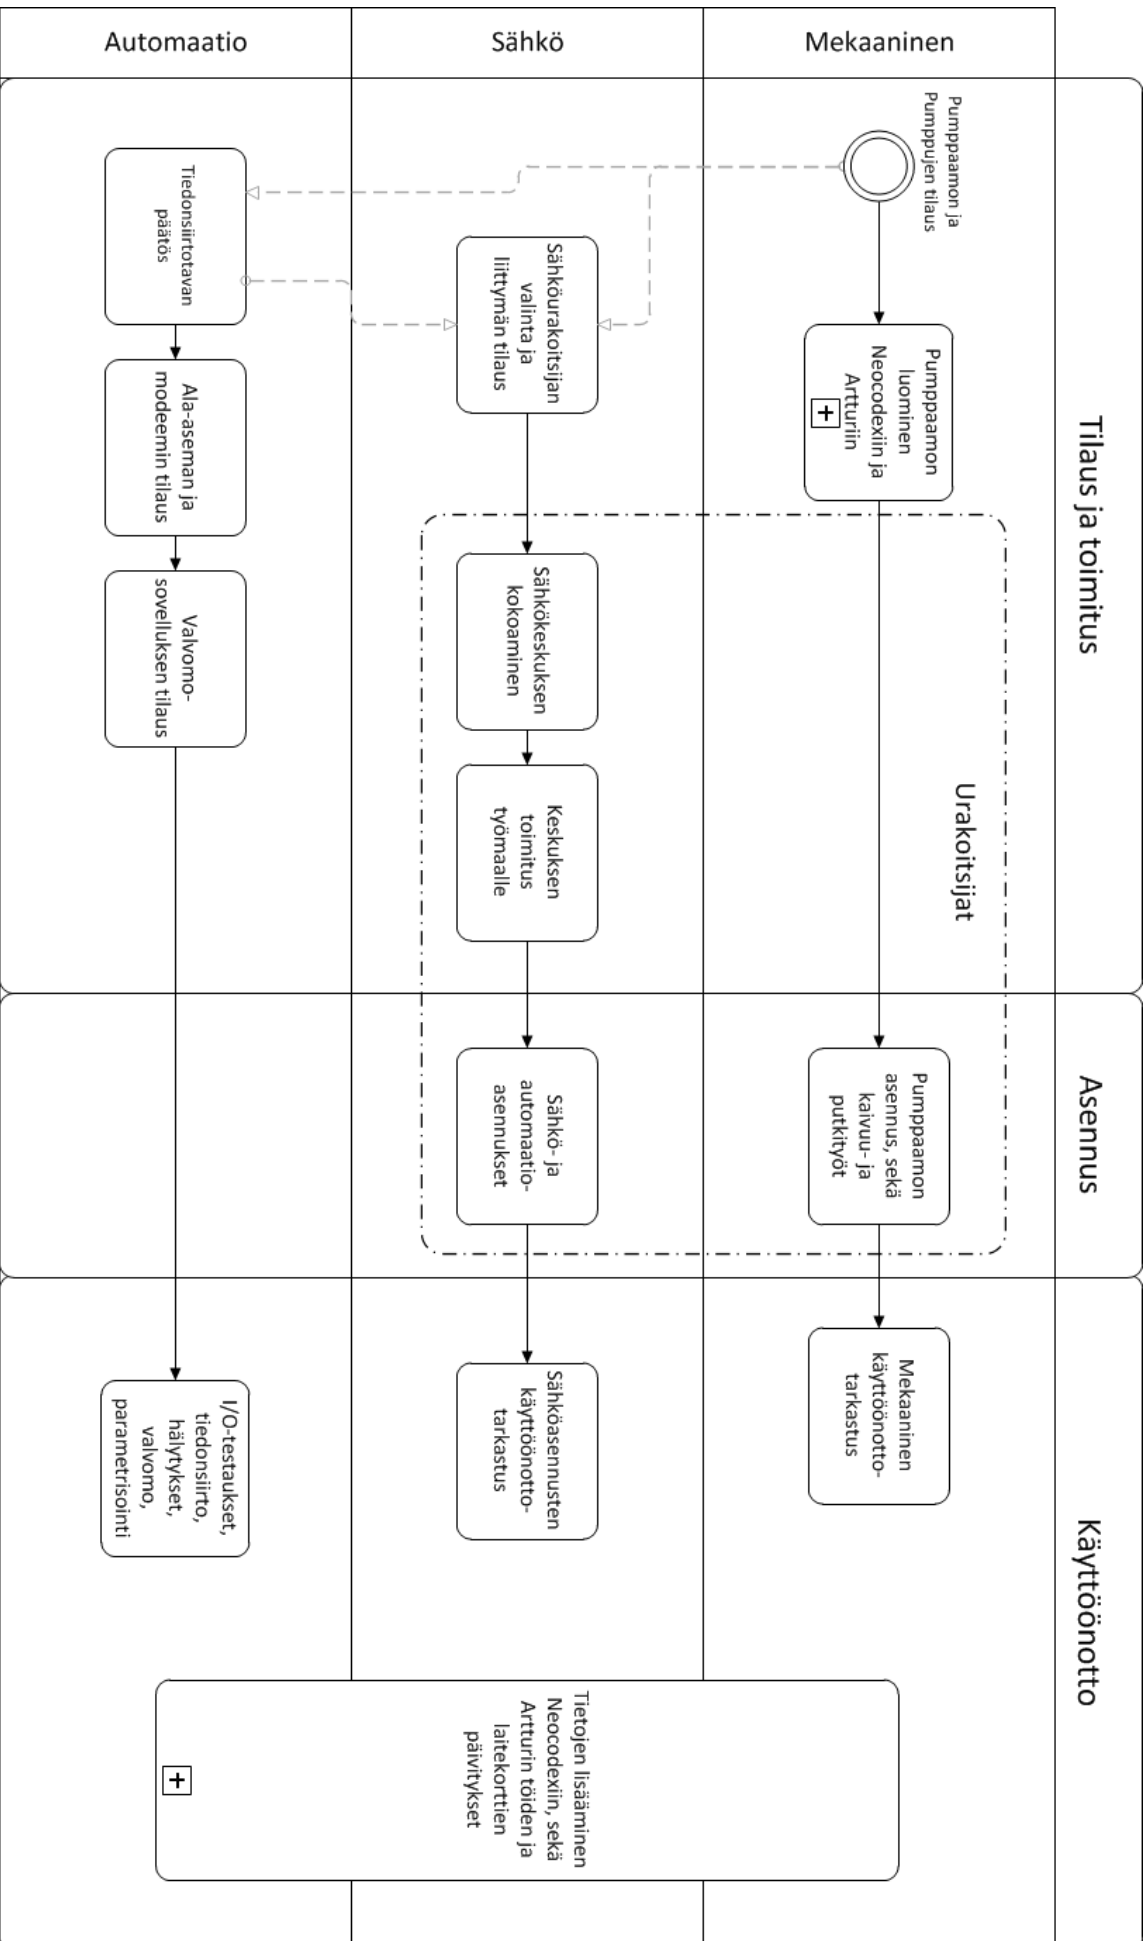 Automaatio
Sähkö
Mekaaninen
Tilaus ja toimitus
Asennus
Käyttöönotto
Pumppaamon ja
Pumppujen tilaus
Pumppaamon
luominen
Neocodexiin ja
Artturiin
Urakoitsijat
Pumppaamon
asennus, sekä
kaivuu- ja
putkityöt
Mekaaninen
käyttöönotto-
tarkastus
Sähköurakoitsijan
valinta ja
liittymän tilaus
Sähkökeskuksen
kokoaminen
Keskuksen
toimitus
työmaalle
Sähkö- ja
automaatio-
asennukset
Sähköasennusten
käyttöönotto-
tarkastus
Tiedonsiirtotavan
päätös
Ala-aseman ja
modeemin tilaus
Valvomo-
sovelluksen tilaus
I/O-testaukset,
tiedonsiirto,
hälytykset,
valvomo,
parametrisointi
Tietojen lisääminen
Neocodexiin, sekä
Artturin töiden ja
laitekorttien
päivitykset